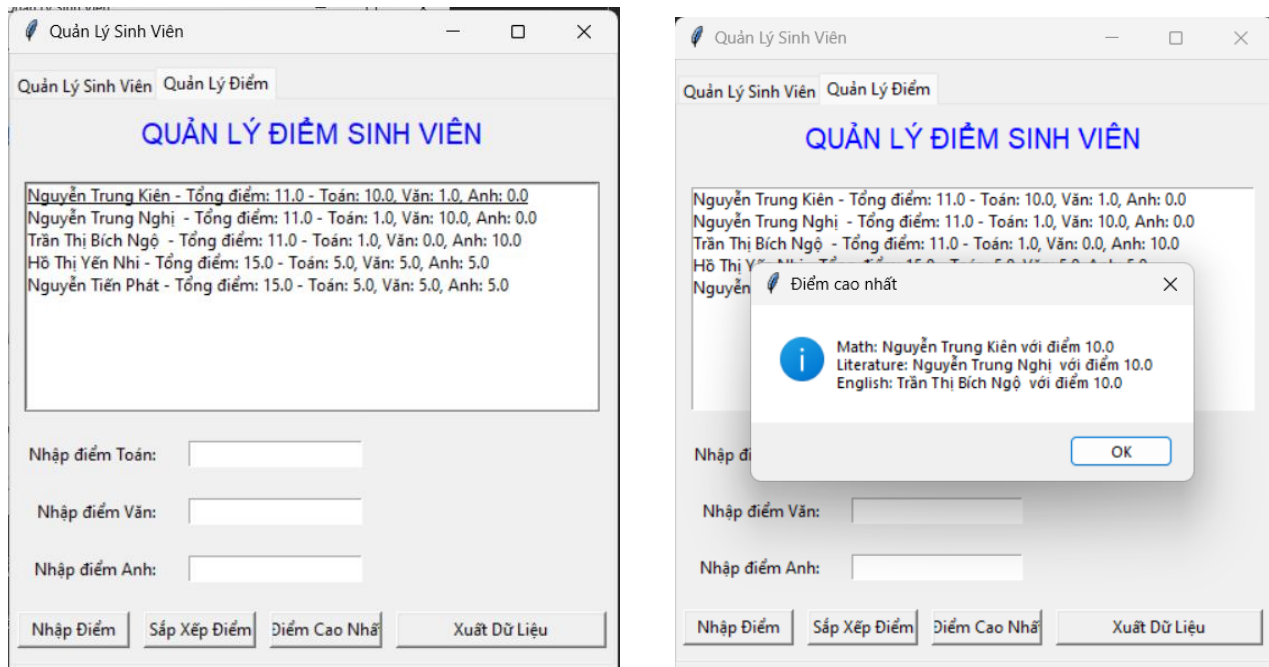 Quản Lý Sinh Viên
Quản Lý Sinh Viên Quản Lý Điểm
QUẢN LÝ ĐIỂM SINH VIÊN
Nguyễn Trung Kiên - Tổng điểm: 11.0 - Toán: 10.0, Văn: 1.0, Anh: 0.0
Nguyễn Trung Nghị - Tổng điểm: 11.0 - Toán: 1.0, Văn: 10.0, Anh: 0.0
Trần Thị Bích Ngộ - Tổng điểm: 11.0 - Toán: 1.0, Văn: 0.0, Anh: 10.0
Hồ Thị Yến Nhi - Tổng điểm: 15.0 - Toán: 5.0, Văn: 5.0, Anh: 5.0
Nguyễn Tiến Phát - Tổng điểm: 15.0 - Toán: 5.0, Văn: 5.0, Anh: 5.0
Nhập điểm Toán:
Nhập điểm Văn:
Nhập điểm Anh:
Nhập Điểm Sắp Xếp Điểm Điểm Cao Nhấ Xuất Dữ Liệu
Quản Lý Sinh Viên
Quản Lý Sinh Viên Quản Lý Điểm
QUẢN LÝ ĐIỂM SINH VIÊN
Nguyễn Trung Kiên - Tổng điểm: 11.0 - Toán: 10.0, Văn: 1.0, Anh: 0.0
Nguyễn Trung Nghị - Tổng điểm: 11.0 - Toán: 1.0, Văn: 10.0, Anh: 0.0
Trần Thị Bích Ngộ - Tổng điểm: 11.0 - Toán: 1.0, Văn: 0.0, Anh: 10.0
Hồ Thị
Nguyễn
Điểm cao nhất
Math: Nguyễn Trung Kiên với điểm 10.0
Literature: Nguyễn Trung Nghị với điểm 10.0
English: Trần Thị Bích Ngộ với điểm 10.0
OK
Nhập
Nhập điểm Văn:
Nhập điểm Anh:
Nhập Điểm Sắp Xếp Điểm Điểm Cao Nhấ Xuất Dữ Liệu